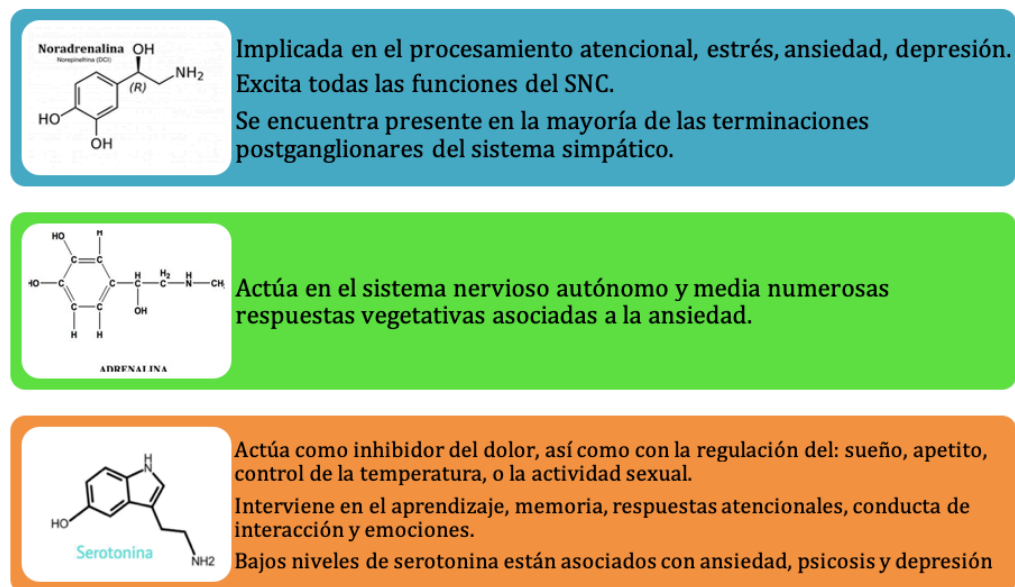 Noradrenalina
Norepinefrina (DCI)
OH
NH2
(R)
HO
OH
Implicada en el procesamiento atencional, estrés, ansiedad, depresión.
Excita todas las funciones del SNC.
Se encuentra presente en la mayoría de las terminaciones
postganglionares del sistema simpático.
HO
H
C
C
HO
C
C
C
C
H
C
H2
C
H
N
CH
OH
H
H
ADRENALINA
Actúa en el sistema nervioso autónomo y media numerosas
respuestas vegetativas asociadas a la ansiedad.
H
N
HO
Serotonina
NH2
Actúa como inhibidor del dolor, así como con la regulación del: sueño, apetito,
control de la temperatura, o la actividad sexual.
Interviene en el aprendizaje, memoria, respuestas atencionales, conducta de
interacción y emociones.
Bajos niveles de serotonina están asociados con ansiedad, psicosis y depresión